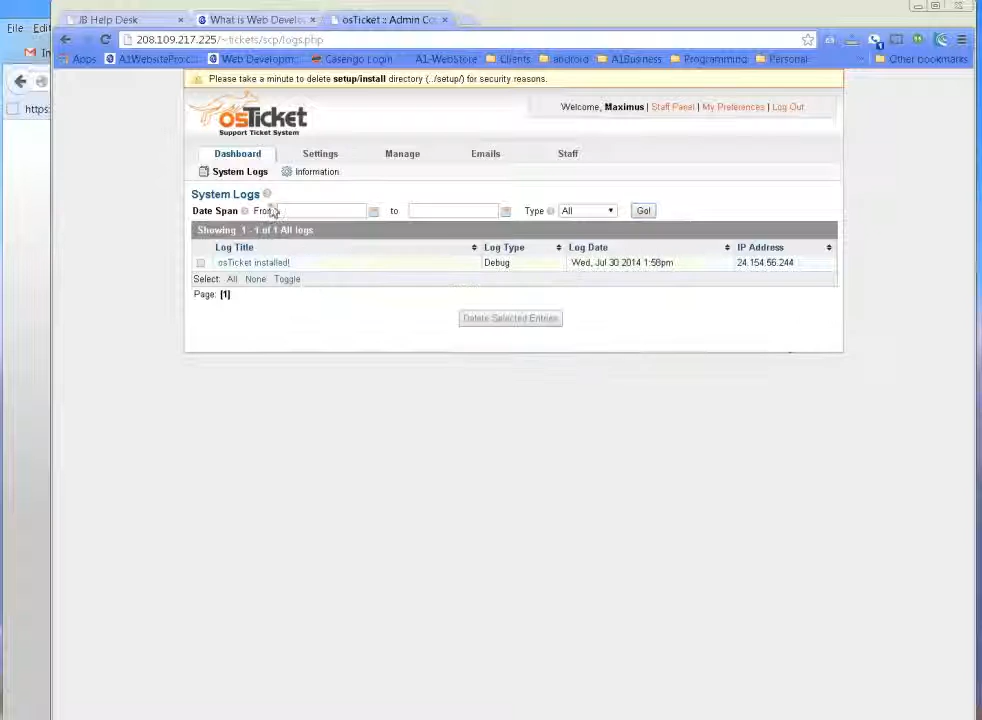 JB Help Desk × What is Web Develo × osTicket :: Admin Co ×
File Edi
208.109.217.225/~tickets/scp/logs.php
In
Apps A1WebsitePro.c Web Developm Casengo Login A1-WebStore Clients android A1Business Programming Personal » Other bookmarks
Please take a minute to delete setup/install directory (../setup/) for security reasons.
https:
Welcome, Maximus | Staff Panel | My Preferences | Log Out
osTicket
Support Ticket System
Dashboard Settings Manage Emails Staff
System Logs Information
System Logs
Date Span From to Type All Go!
Showing 1 - 1 of 1 All logs
Log Title Log Type Log Date IP Address
osTicket installed! Debug Wed, Jul 30 2014 1:58pm 24.154.56.244
Select: All None Toggle
Page: [1]
Delete Selected Entries